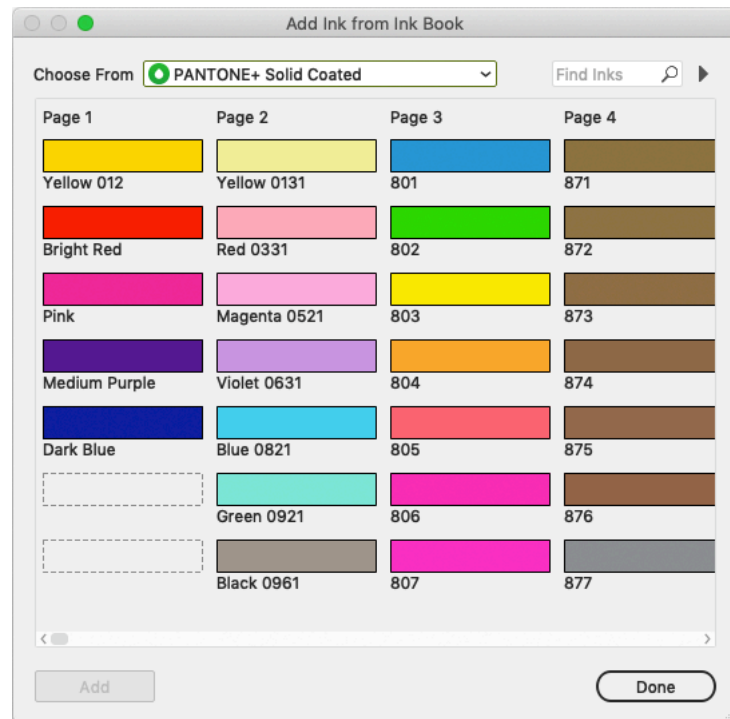 Add Ink from Ink Book
Choose From PANTONE+ Solid Coated Find Inks
Page 1 Page 2 Page 3 Page 4
Yellow 012 Yellow 0131 801 871
Bright Red Red 0331 802 872
Pink Magenta 0521 803 873
Medium Purple Violet 0631 804 874
Dark Blue Blue 0821 805 875
Green 0921 806 876
Black 0961 807 877
Add Done